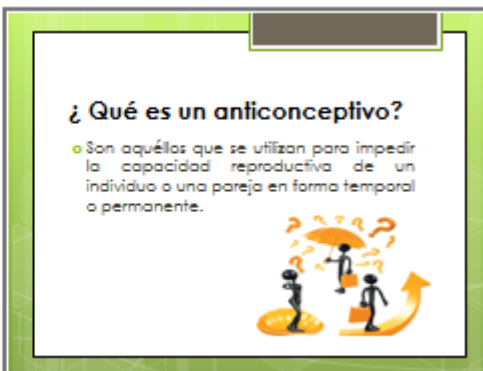 ¿ Qué es un anticonceptivo?
Son aquéllos que se utilizan para impedir
la capacidad reproductiva de un
individuo o una pareja en forma temporal
o permanente.